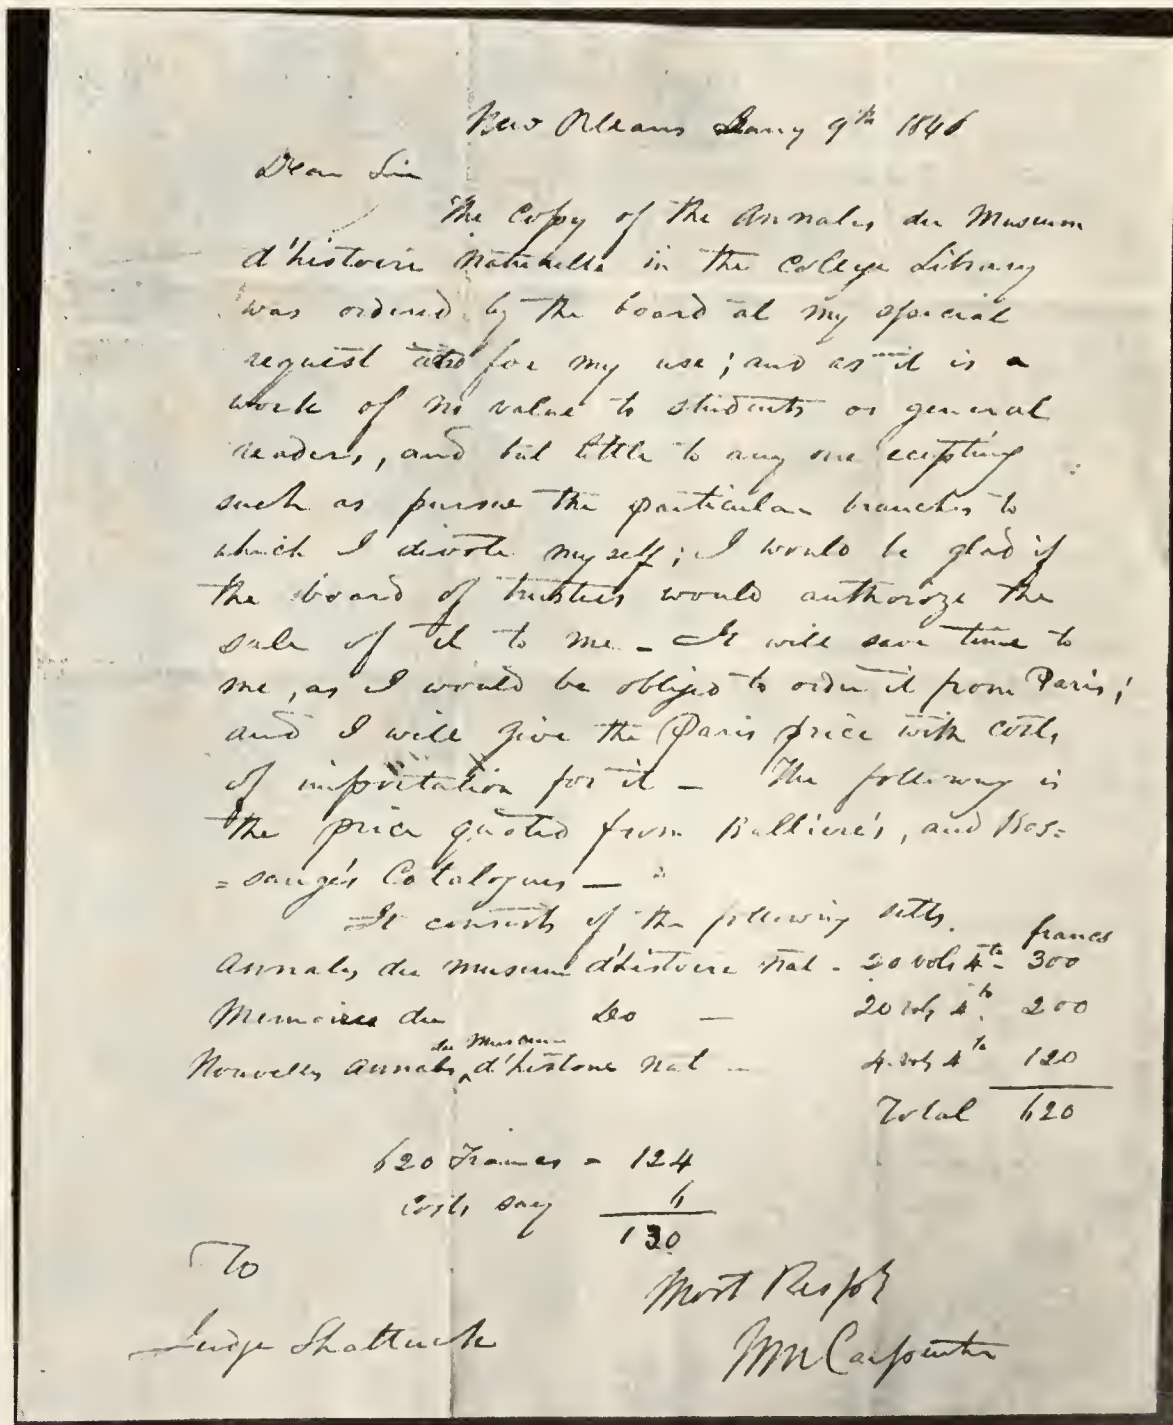 New Orleans Jany 9th 1846
Dear Sir
The Copy of the Annales du Museum
d'histoire Naturelle in the College Library
was ordered by the board at my special
request and for my use; and as it is a
work of no value to students or general
readers, and but little to any one excepting
such as pursue the particular branches to
which I devote myself; I would be glad if
the board of trustees would authorize the
sale of it to me - It will save time to
me, as I would be obliged to order it from Paris;
and I will give the Paris price with costs
of importation for it - The following is
the price quoted from Balliere's, and Bos=
=sange's Catalogues —
It consists of the following setts.
francs
Annales du museum d'histoire Nat - 20 vols 4to - 300
Memoires du Do — 20 vols 4to. 200
du Museum
Nouvelles Annales ‸ d'histoire Nat - 4 vols 4to 120
Total 620
620 Francs = 124
Costs say 6
130
To
Most Respfy
Judge Shattuck
Wm Carpenter